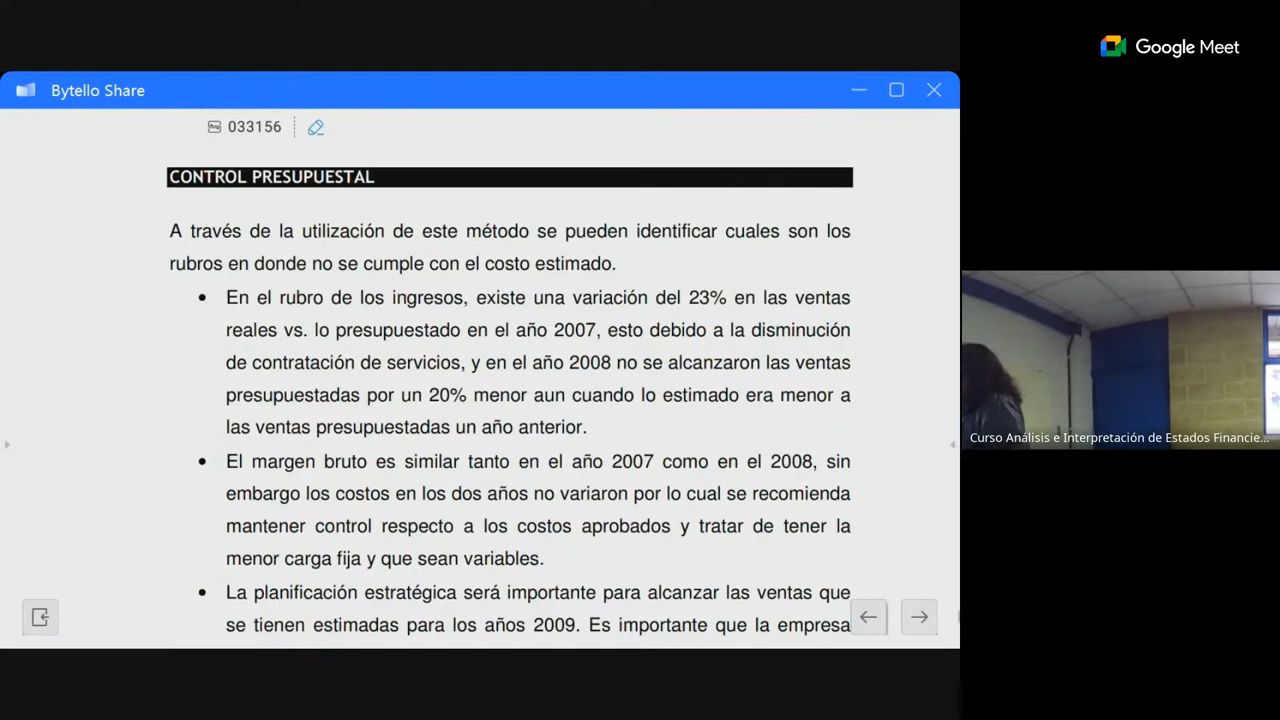 Google Meet
Bytello Share
033156
CONTROL PRESUPUESTAL
A través de la utilización de este método se pueden identificar cuales son los
rubros en donde no se cumple con el costo estimado.
• En el rubro de los ingresos, existe una variación del 23% en las ventas
reales vs. lo presupuestado en el año 2007, esto debido a la disminución
de contratación de servicios, y en el año 2008 no se alcanzaron las ventas
presupuestadas por un 20% menor aun cuando lo estimado era menor a
las ventas presupuestadas un año anterior.
• El margen bruto es similar tanto en el año 2007 como en el 2008, sin
embargo los costos en los dos años no variaron por lo cual se recomienda
mantener control respecto a los costos aprobados y tratar de tener la
menor carga fija y que sean variables.
• La planificación estratégica será importante para alcanzar las ventas que
se tienen estimadas para los años 2009. Es importante que la empresa
Curso Análisis e Interpretación de Estados Financie...